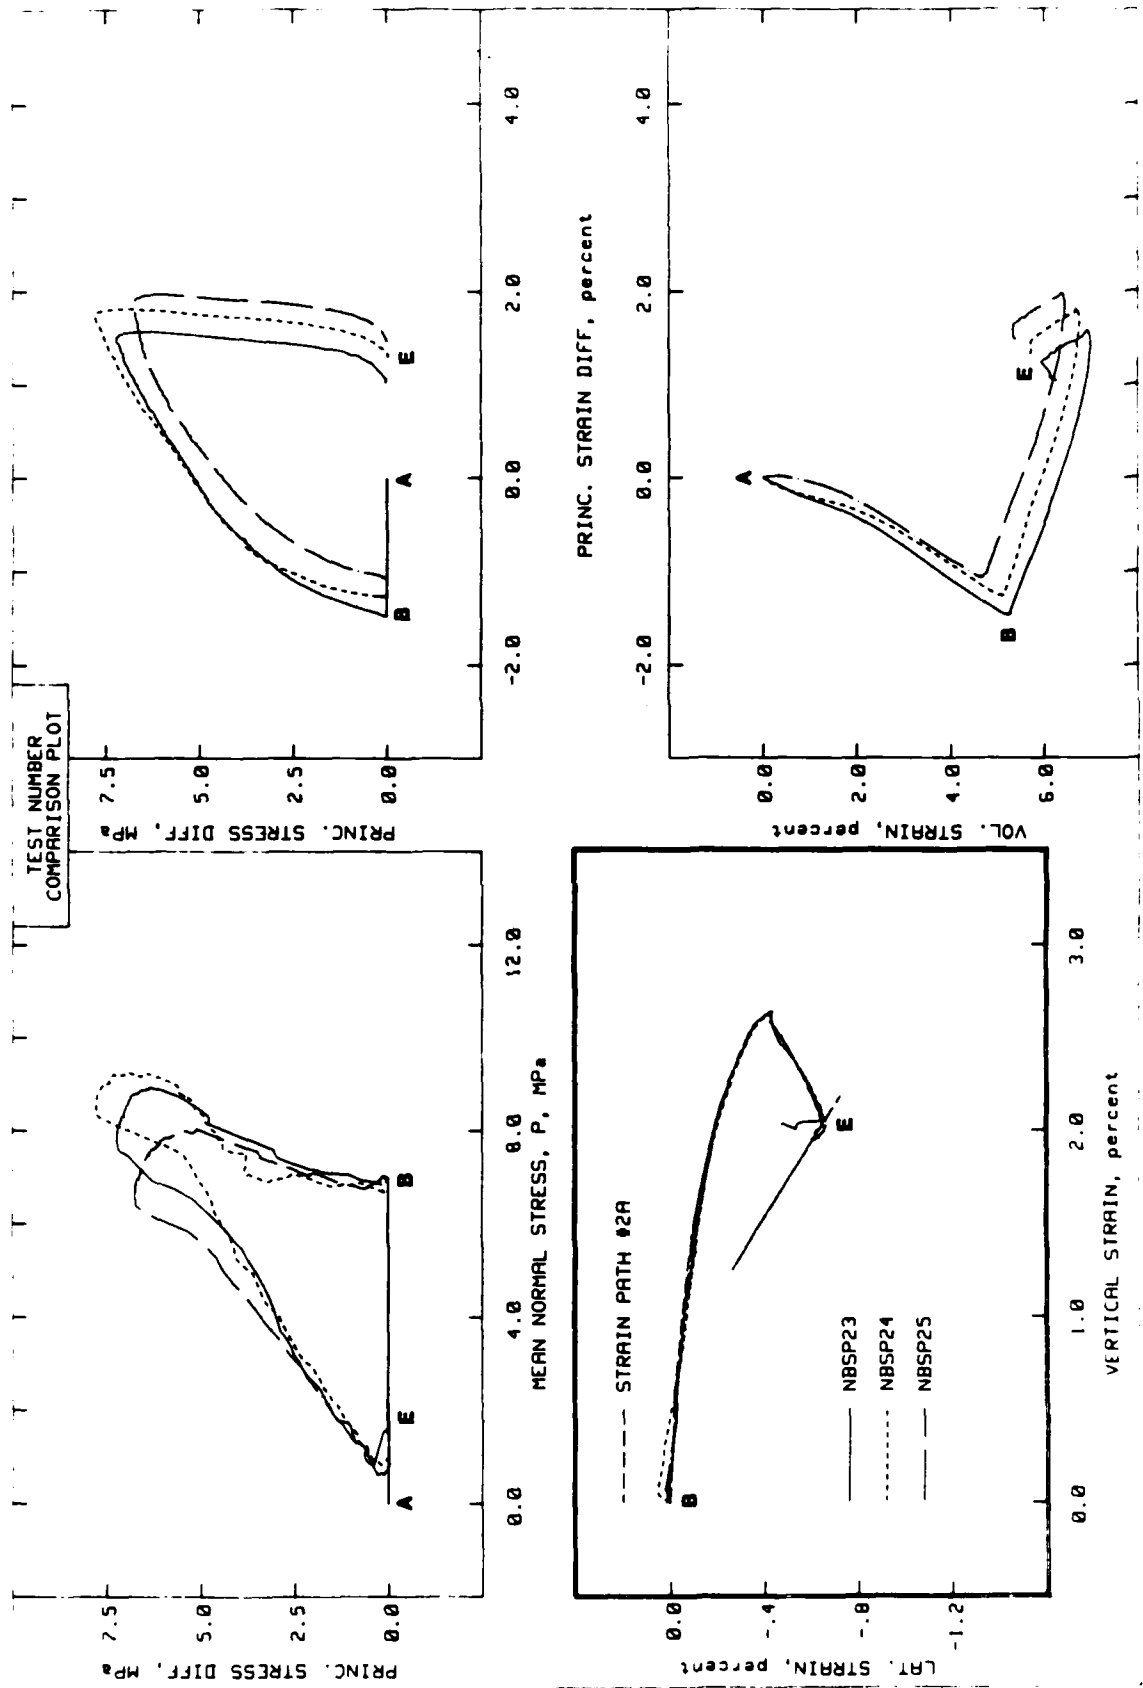 TEST NUMBER
COMPARISON PLOT
PRINC. STRESS DIFF, MPa
7.5
5.0
2.5
0.0
A
E
B
0.0
4.0
8.0
12.0
MEAN NORMAL STRESS, P, MPa
PRINC. STRESS DIFF, MPa
7.5
5.0
2.5
0.0
B
A
E
-2.0
0.0
2.0
4.0
PRINC. STRAIN DIFF, percent
LAT. STRAIN, percent
0.0
-.4
-.8
-1.2
STRAIN PATH #2A
B
E
NBSP23
NBSP24
NBSP25
0.0
1.0
2.0
3.0
VERTICAL STRAIN, percent
VOL. STRAIN, percent
0.0
2.0
4.0
6.0
A
B
E
-2.0
0.0
2.0
4.0